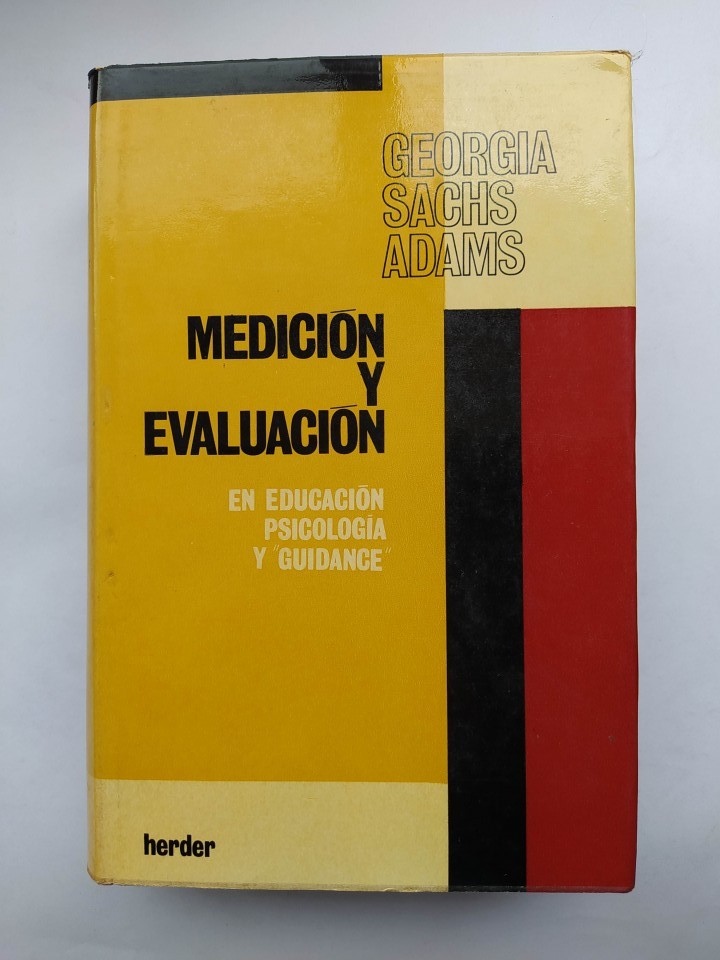 GEORGIA
SACHS
ADAMS
MEDICIÓN
Y
EVALUACIÓN
EN EDUCACIÓN
PSICOLOGÍA
Y "GUIDANCE"
herder